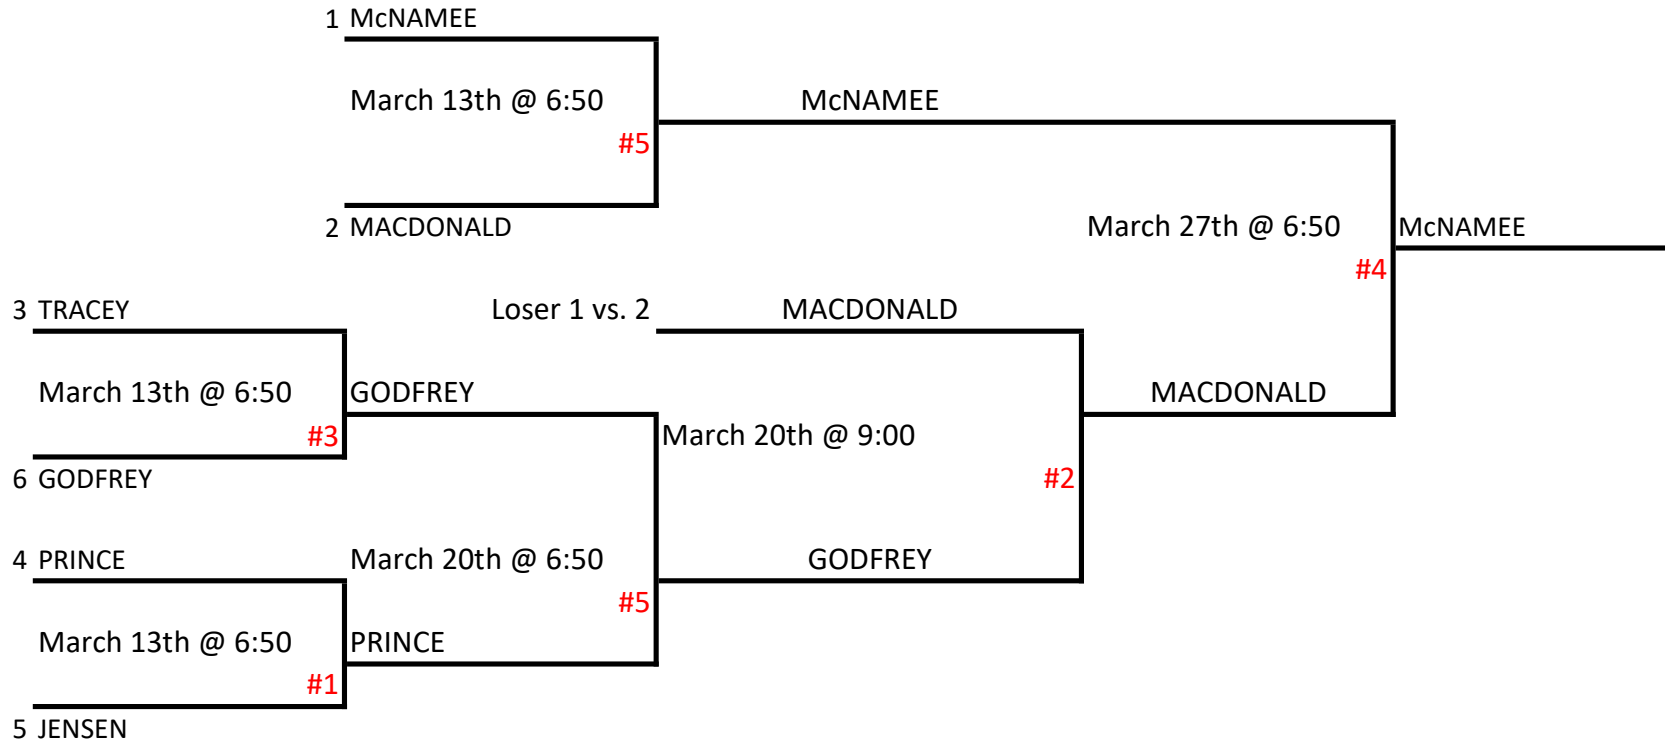 1 McNAMEE
March 13th @ 6:50
McNAMEE
#5
2 MACDONALD
March 27th @ 6:50
McNAMEE
#4
3 TRACEY
Loser 1 vs. 2
MACDONALD
March 13th @ 6:50
GODFREY
MACDONALD
#3
March 20th @ 9:00
6 GODFREY
#2
4 PRINCE
March 20th @ 6:50
GODFREY
#5
March 13th @ 6:50
PRINCE
#1
5 JENSEN